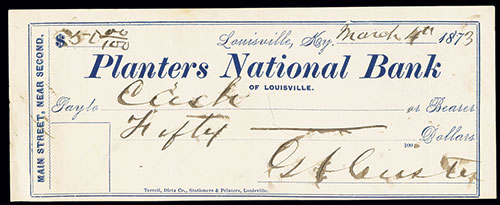 MAIN STREET, NEAR SECOND.
$50 00/100
Louisville, Ky. March 4th 1873
Planters National Bank
OF LOUISVILLE.
Pay to Cash or Bearer
Fifty Dollars
100
G A Custer
Terrell, Dietz Co., Stationers & Printers, Louisville.